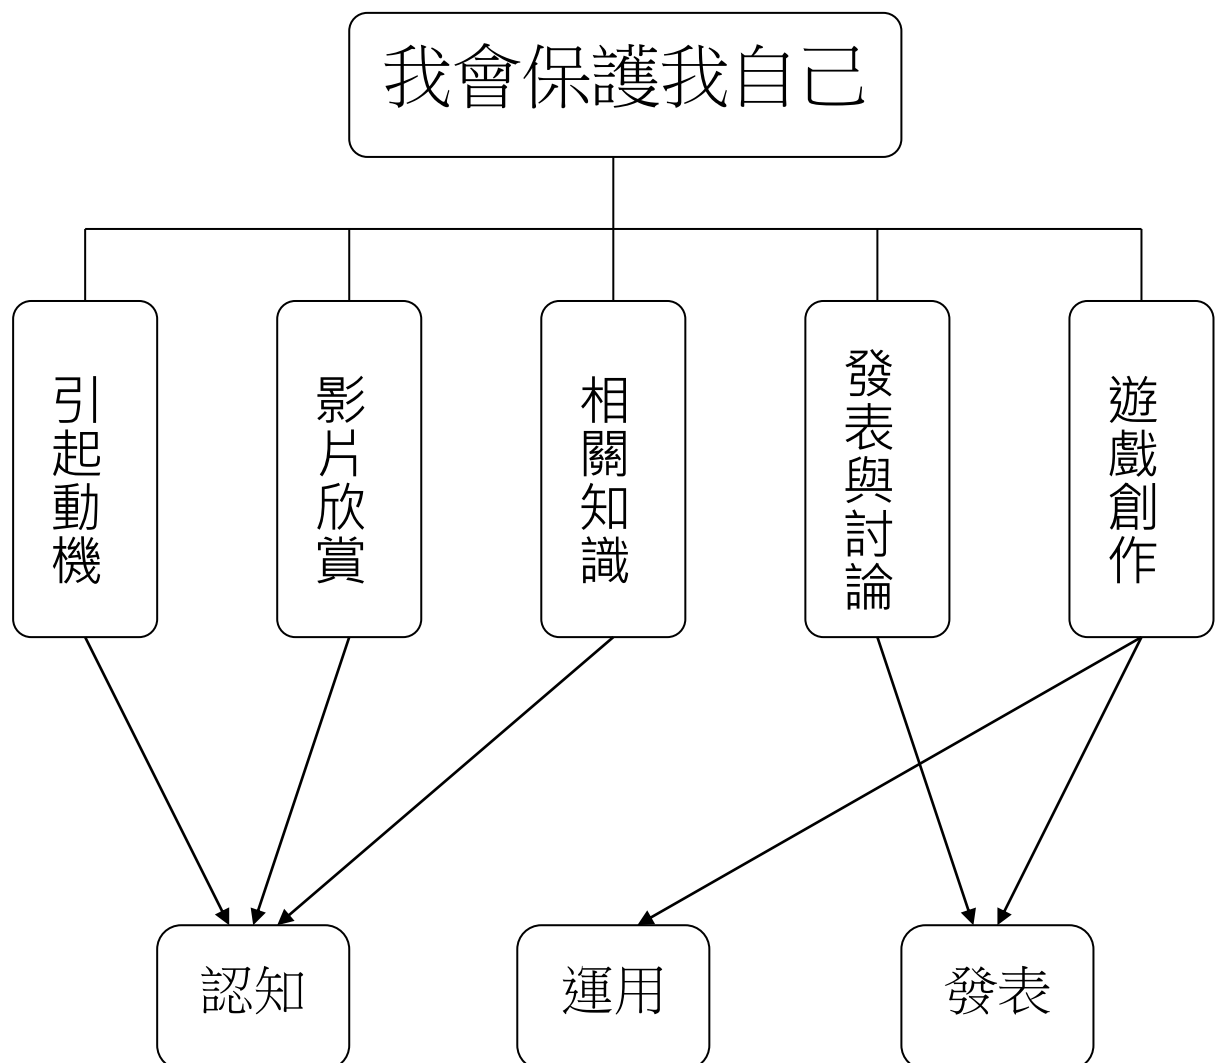 我會保護我自己
引起動機
影片欣賞
相關知識
發表與討論
遊戲創作
認知
運用
發表